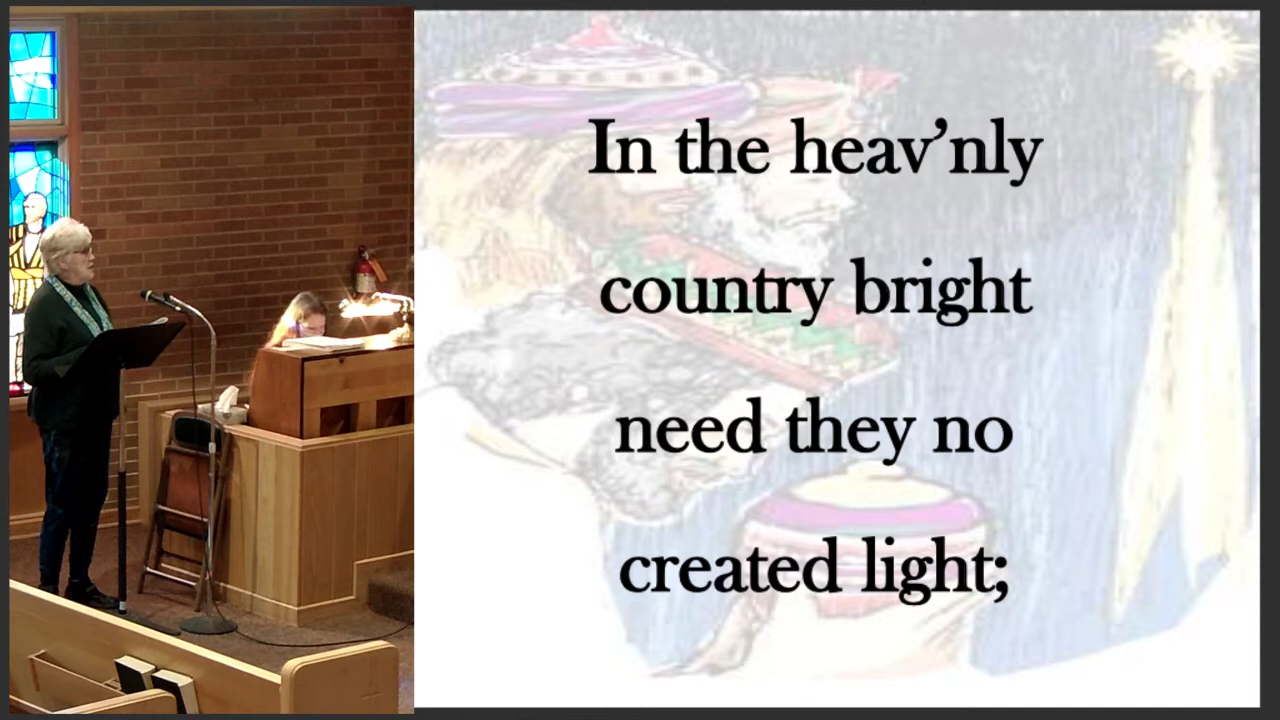 In the heav’nly
country bright
need they no
created light;